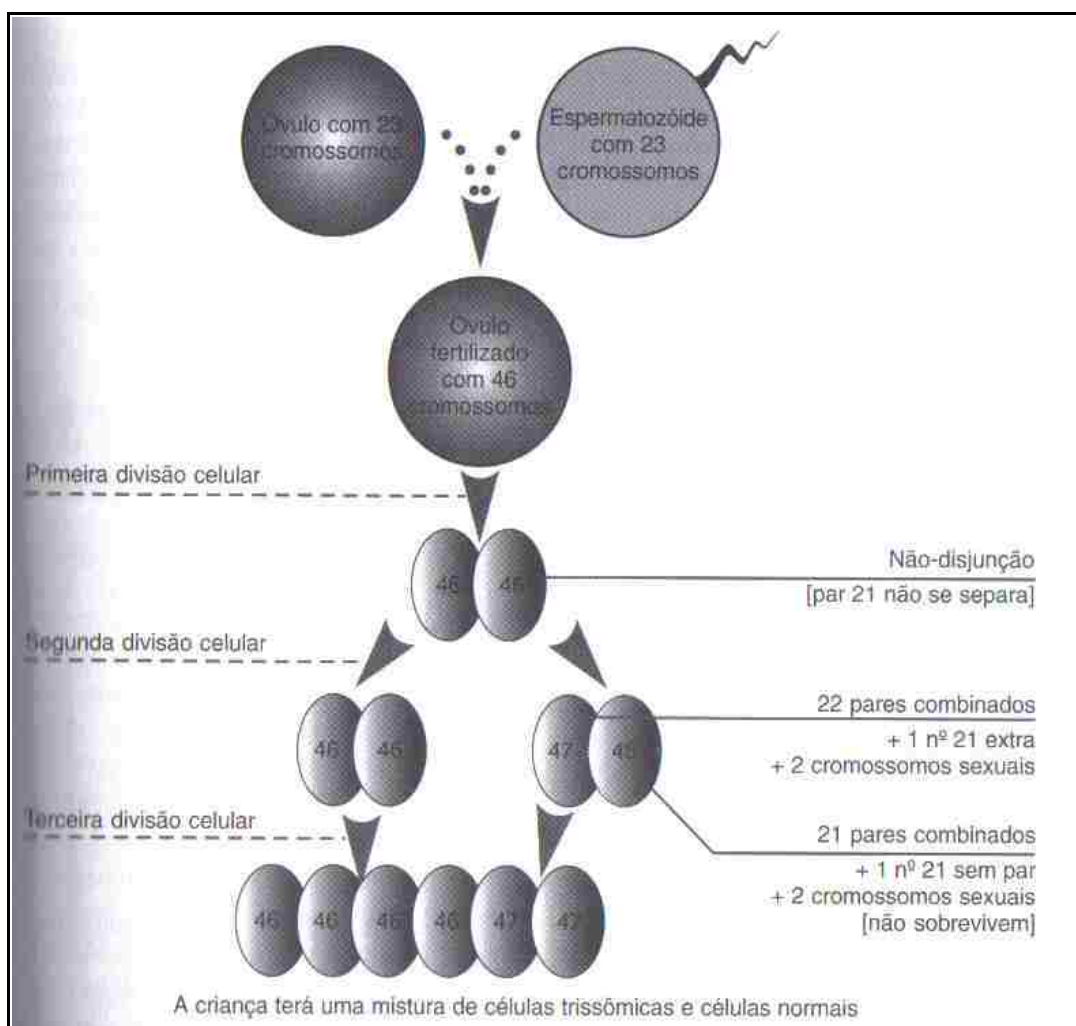 Óvulo com 23
cromossomos
Espermatozóide
com 23
cromossomos
Óvulo
fertilizado
com 46
cromossomos
Primeira divisão celular
46 46
Não-disjunção
[par 21 não se separa]
Segunda divisão celular
46 46 47 45
22 pares combinados
+ 1 nº 21 extra
+ 2 cromossomos sexuais
Terceira divisão celular
21 pares combinados
+ 1 nº 21 sem par
+ 2 cromossomos sexuais
[não sobrevivem]
46 46 46 46 47 47
A criança terá uma mistura de células trissômicas e células normais